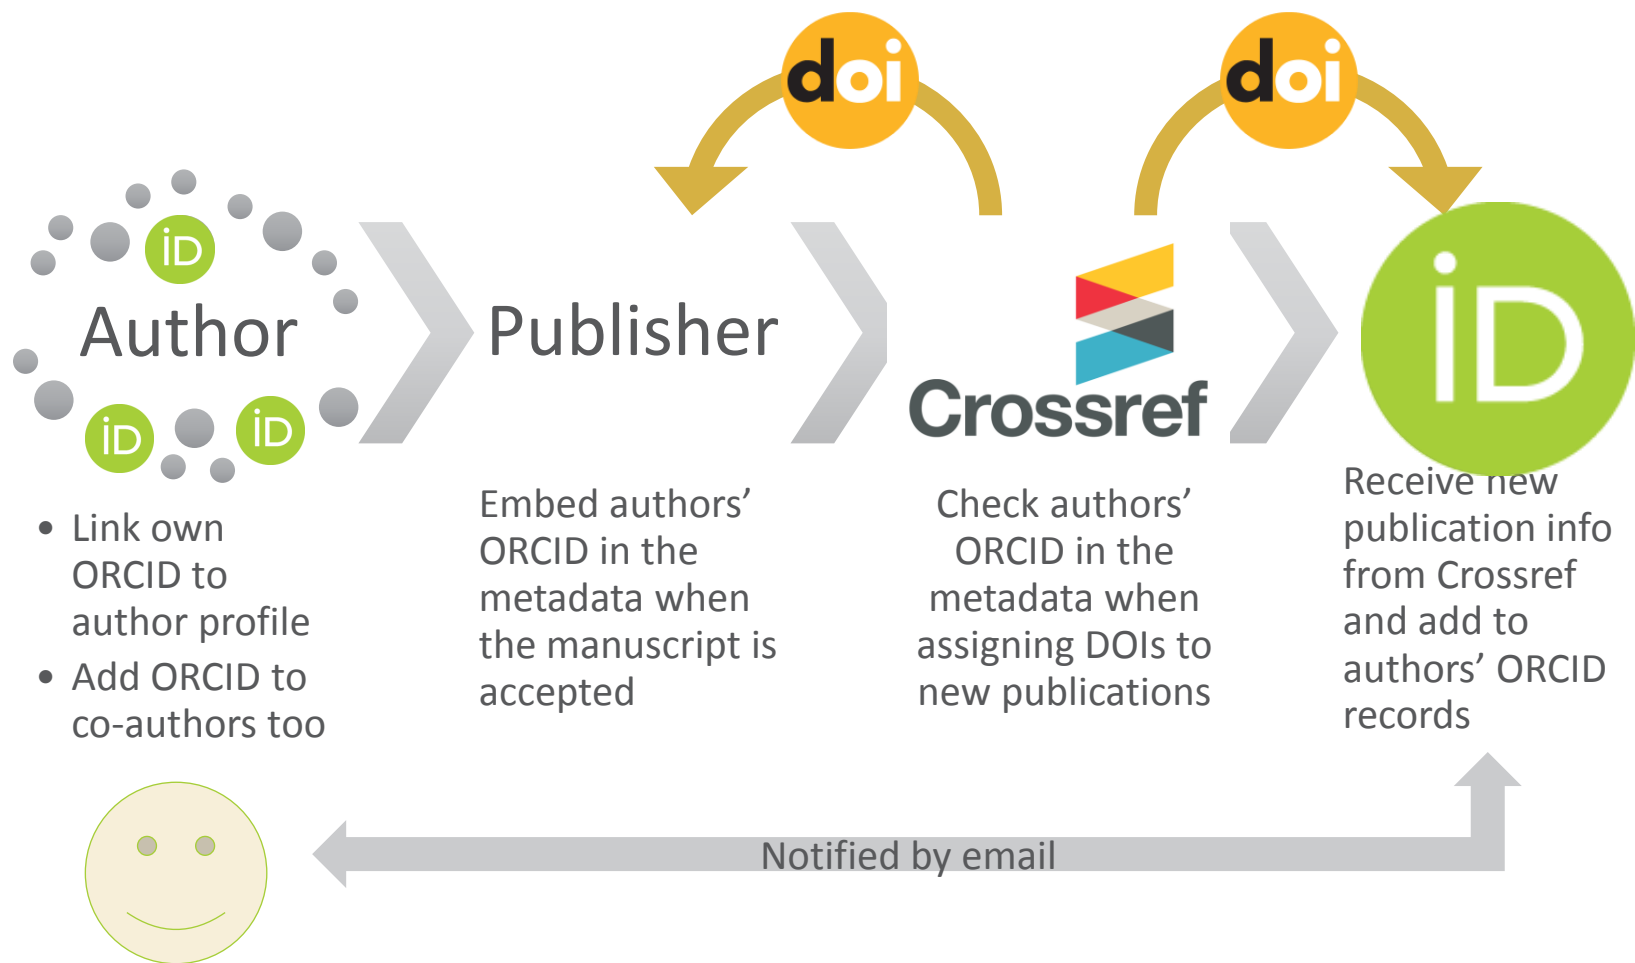 doi
doi
iD
Author
iD
iD
Publisher
Crossref
iD
• Link own
ORCID to
author profile
• Add ORCID to
co-authors too
Embed authors’
ORCID in the
metadata when
the manuscript is
accepted
Check authors’
ORCID in the
metadata when
assigning DOIs to
new publications
Receive new
publication info
from Crossref
and add to
authors’ ORCID
records
Notified by email